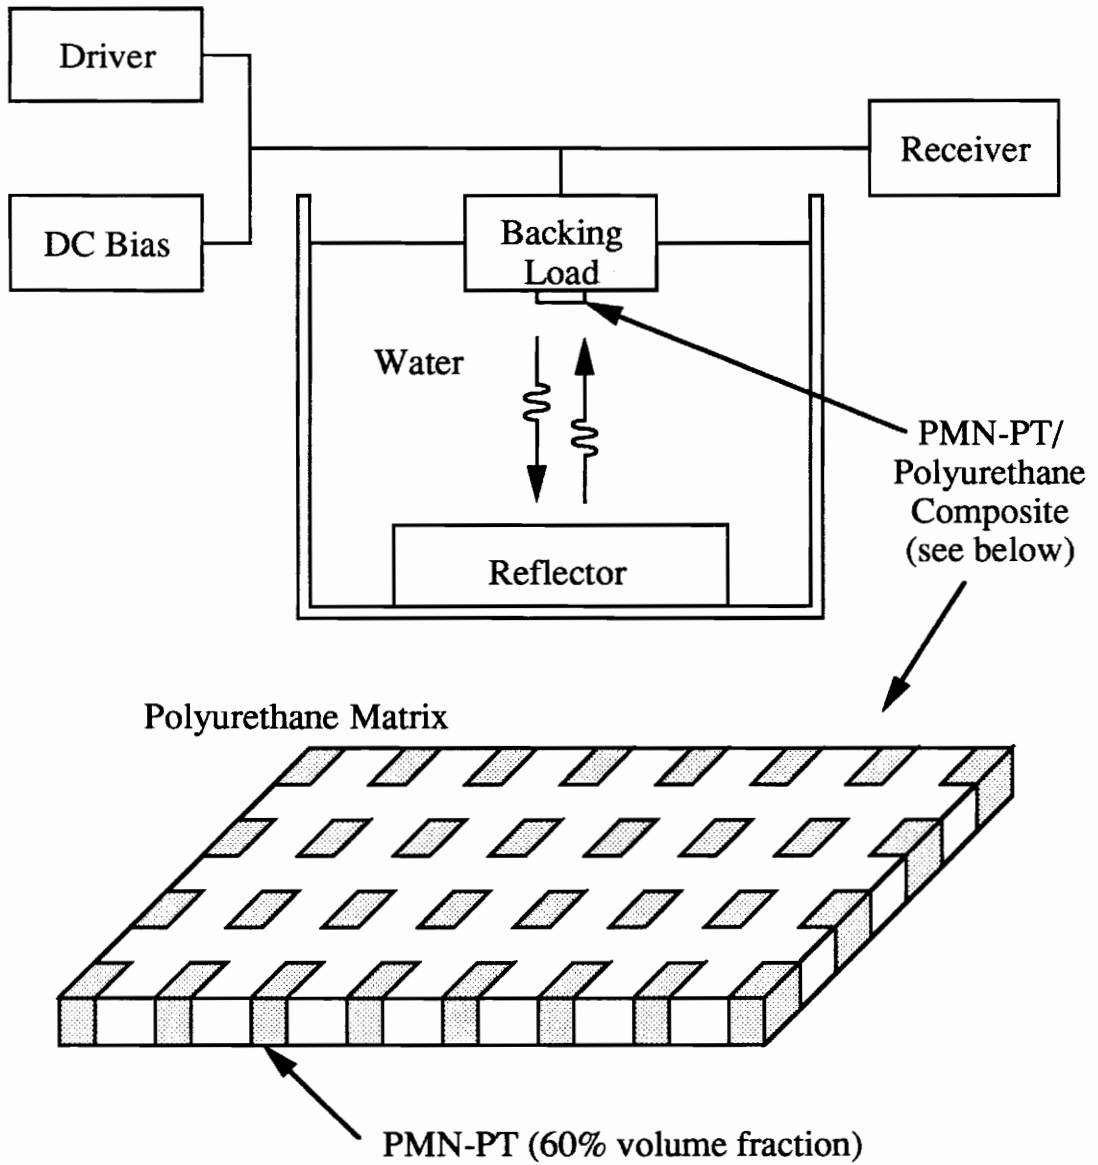 Driver
Receiver
DC Bias
Backing
Load
Water
PMN-PT/
Polyurethane
Composite
(see below)
Reflector
Polyurethane Matrix
PMN-PT (60% volume fraction)